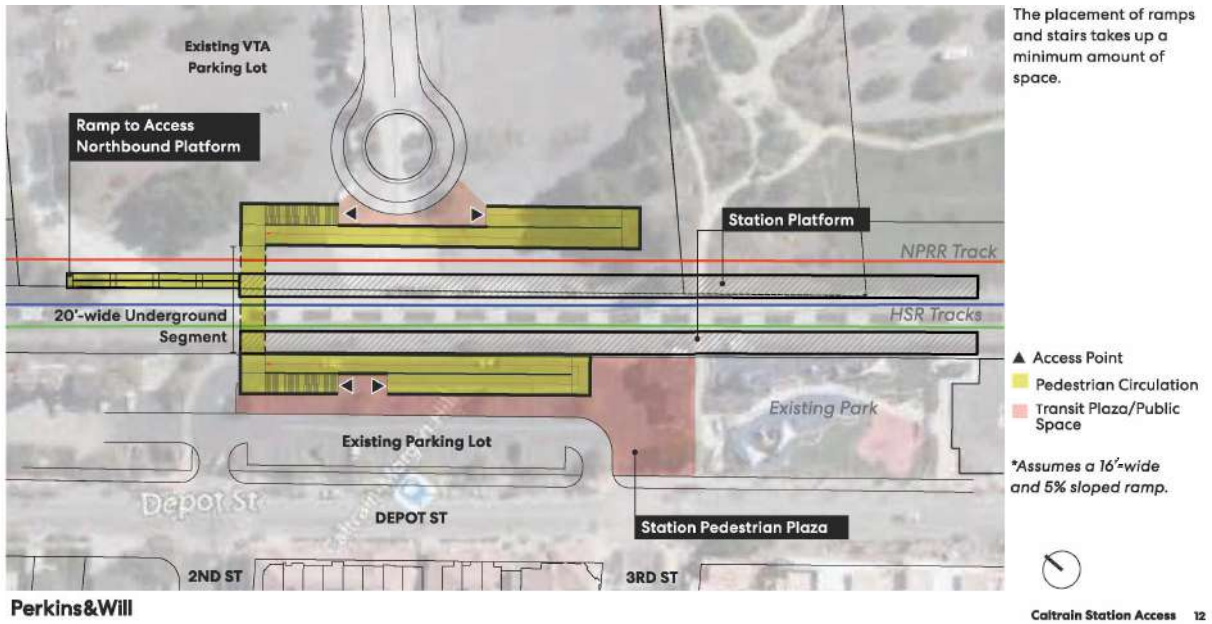 The placement of ramps
and stairs takes up a
minimum amount of
space.
Existing VTA
Parking Lot
Ramp to Access
Northbound Platform
Station Platform
NPRR Track
HSR Tracks
20'-wide Underground
Segment
▲ Access Point
Pedestrian Circulation
Transit Plaza/Public
Space
*Assumes a 16'-wide
and 5% sloped ramp.
Existing Park
Existing Parking Lot
Depot St
DEPOT ST
Station Pedestrian Plaza
2ND ST
3RD ST
Perkins&Will
Caltrain Station Access 12